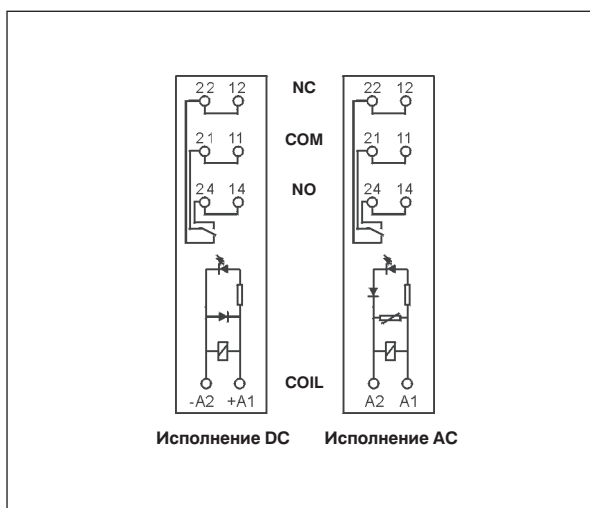 22 12 NC 22 12
21 11 COM 21 11
24 14 NO 24 14
COIL
-A2 +A1 A2 A1
Исполнение DC Исполнение AC